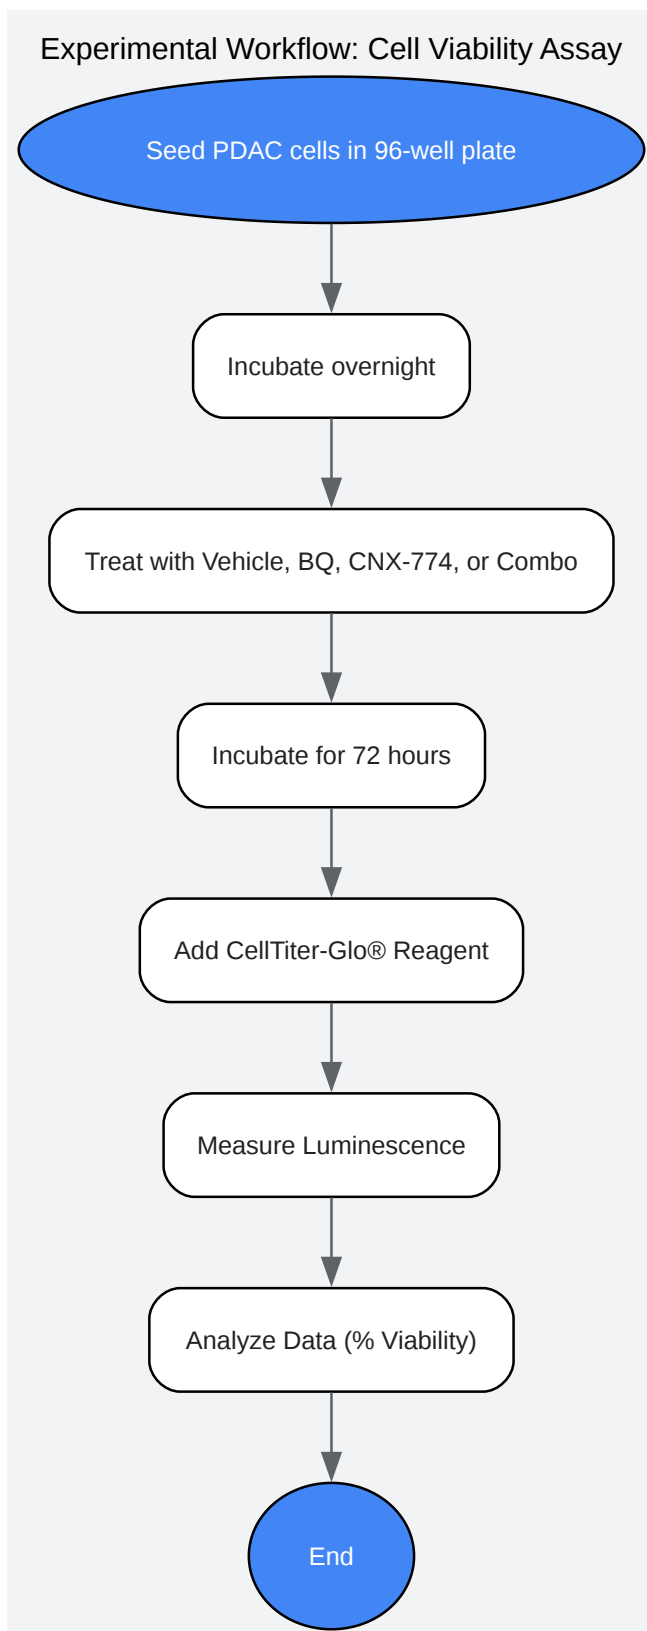 Experimental Workflow: Cell Viability Assay
Seed PDAC cells in 96-well plate
Incubate overnight
Treat with Vehicle, BQ, CNX-774, or Combo
Incubate for 72 hours
Add CellTiter-Glo® Reagent
Measure Luminescence
Analyze Data (% Viability)
End